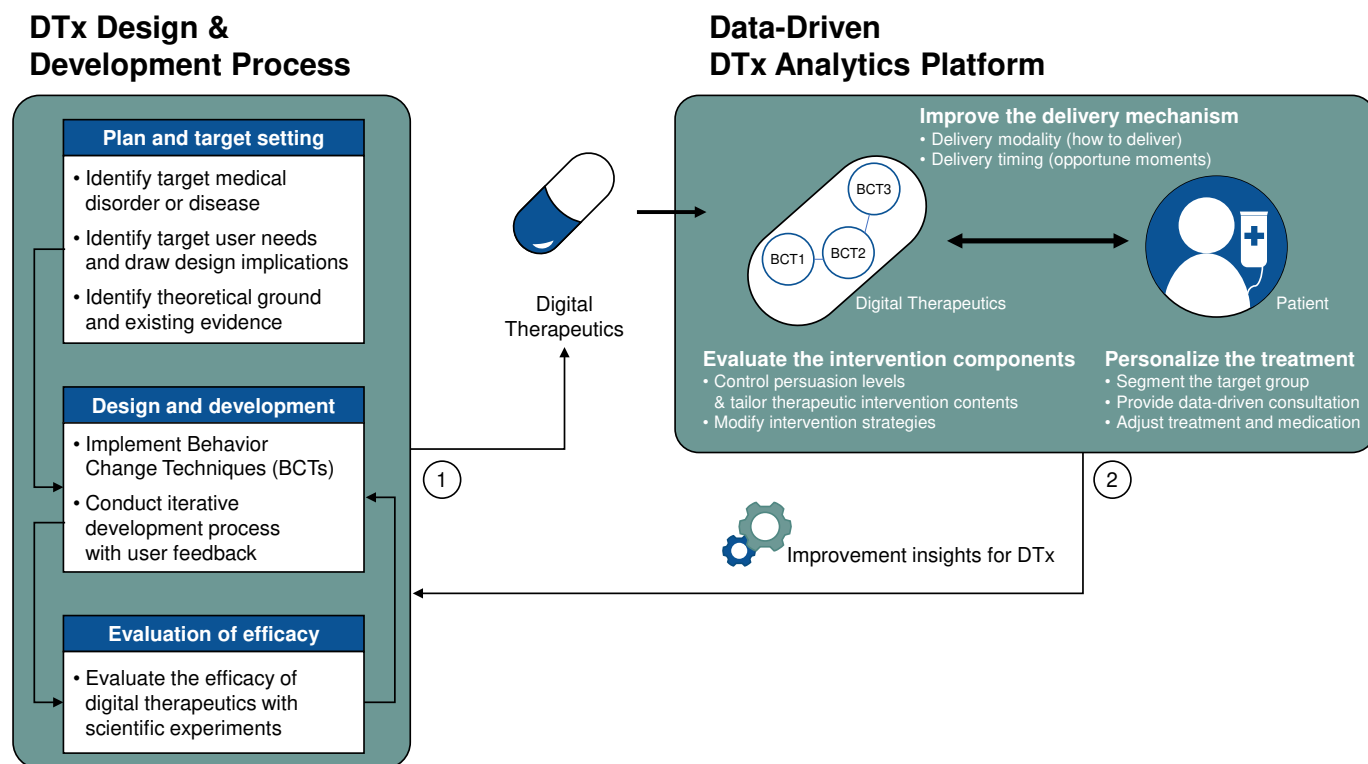 DTx Design &
Development Process
Plan and target setting
• Identify target medical
disorder or disease
• Identify target user needs
and draw design implications
• Identify theoretical ground
and existing evidence
Design and development
• Implement Behavior
Change Techniques (BCTs)
• Conduct iterative
development process
with user feedback
Evaluation of efficacy
• Evaluate the efficacy of
digital therapeutics with
scientific experiments
Digital
Therapeutics
1
Data-Driven
DTx Analytics Platform
Improve the delivery mechanism
• Delivery modality (how to deliver)
• Delivery timing (opportune moments)
BCT3
BCT1
BCT2
Digital Therapeutics
Patient
Evaluate the intervention components
• Control persuasion levels
& tailor therapeutic intervention contents
• Modify intervention strategies
Personalize the treatment
• Segment the target group
• Provide data-driven consultation
• Adjust treatment and medication
2
Improvement insights for DTx